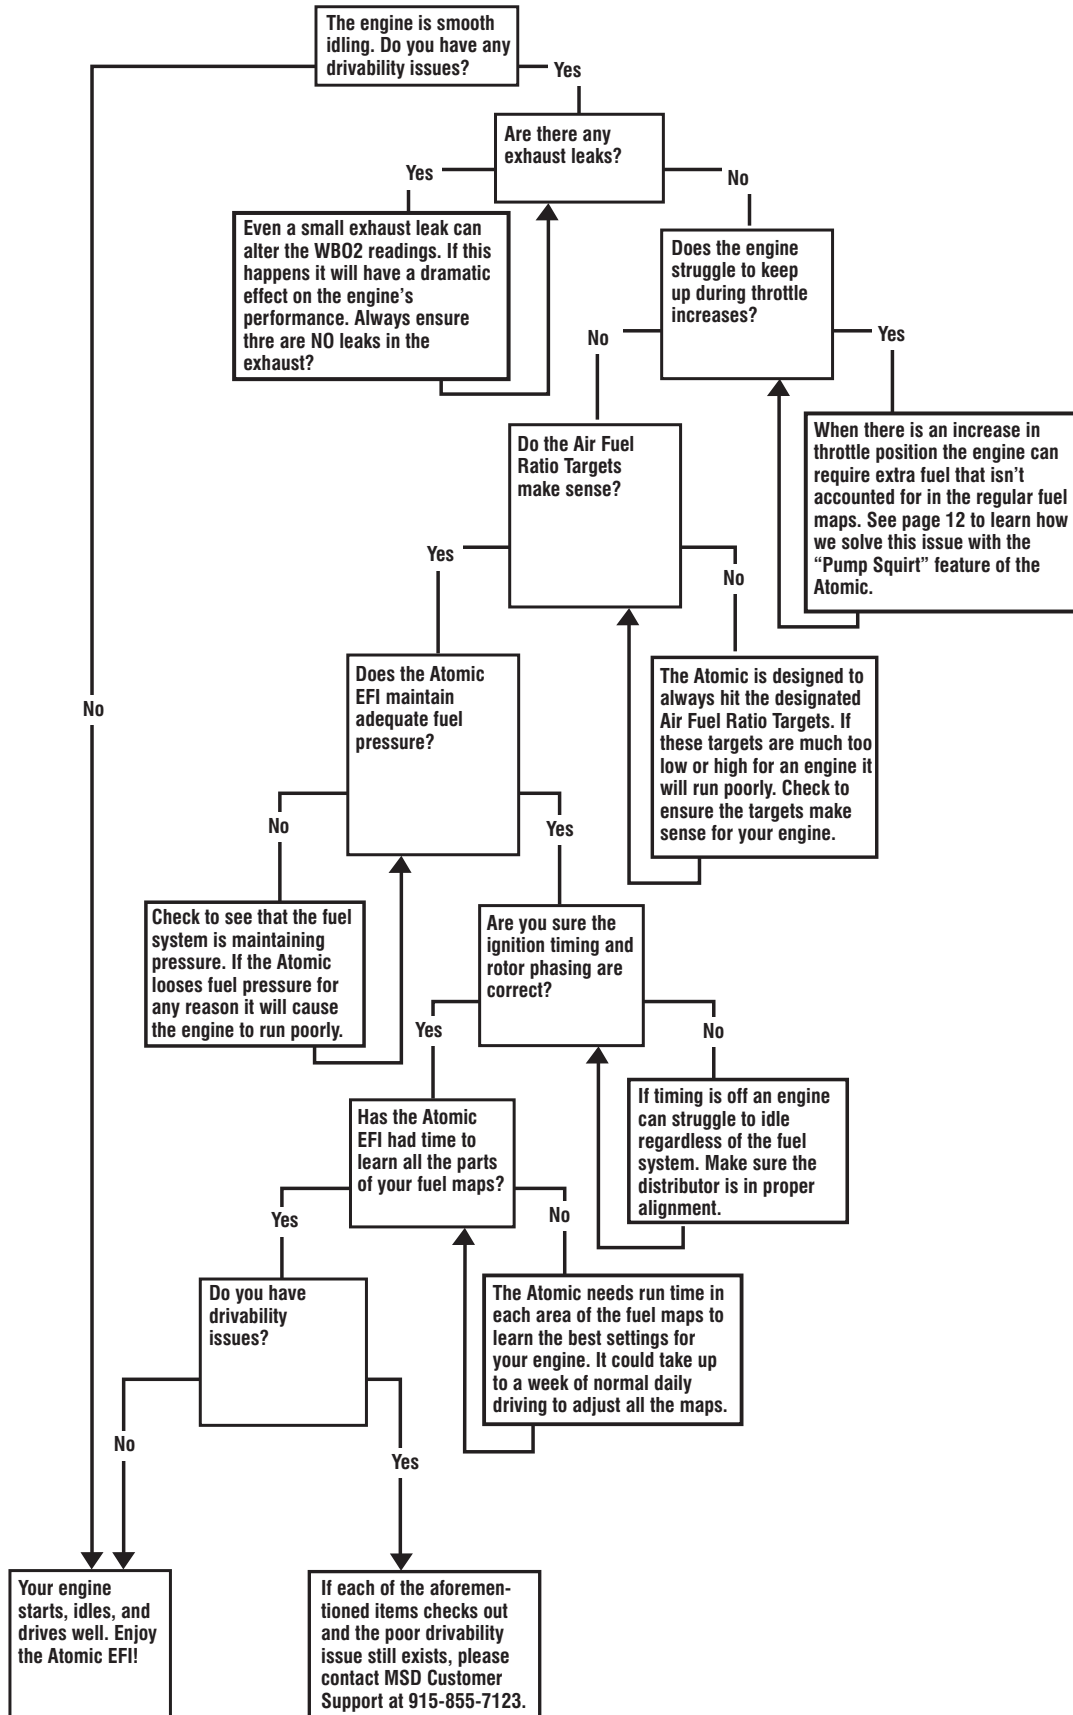 The engine is smooth
idling. Do you have any
drivability issues?
Yes
Are there any
exhaust leaks?
Yes
No
Even a small exhaust leak can
alter the WBO2 readings. If this
happens it will have a dramatic
effect on the engine's
performance. Always ensure
thre are NO leaks in the
exhaust?
Does the engine
struggle to keep
up during throttle
increases?
No
Yes
When there is an increase in
throttle position the engine can
require extra fuel that isn't
accounted for in the regular fuel
maps. See page 12 to learn how
we solve this issue with the
“Pump Squirt” feature of the
Atomic.
Do the Air Fuel
Ratio Targets
make sense?
Yes
No
The Atomic is designed to
always hit the designated
Air Fuel Ratio Targets. If
these targets are much too
low or high for an engine it
will run poorly. Check to
ensure the targets make
sense for your engine.
Does the Atomic
EFI maintain
adequate fuel
pressure?
No
No
Yes
Check to see that the fuel
system is maintaining
pressure. If the Atomic
looses fuel pressure for
any reason it will cause
the engine to run poorly.
Are you sure the
ignition timing and
rotor phasing are
correct?
Yes
No
If timing is off an engine
can struggle to idle
regardless of the fuel
system. Make sure the
distributor is in proper
alignment.
Has the Atomic
EFI had time to
learn all the parts
of your fuel maps?
Yes
No
The Atomic needs run time in
each area of the fuel maps to
learn the best settings for
your engine. It could take up
to a week of normal daily
driving to adjust all the maps.
Do you have
drivability
issues?
No
Yes
Your engine
starts, idles, and
drives well. Enjoy
the Atomic EFI!
If each of the aforemen-
tioned items checks out
and the poor drivability
issue still exists, please
contact MSD Customer
Support at 915-855-7123.